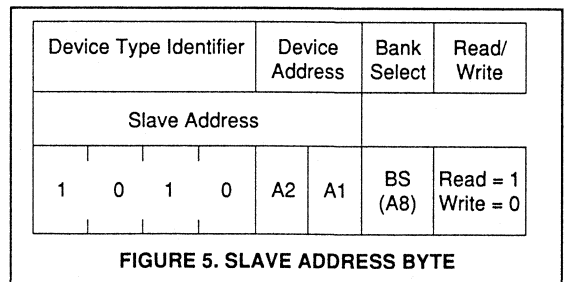 Device Type Identifier Device Address Bank Select Read/ Write
Slave Address
1 0 1 0 A2 A1 BS (A8) Read = 1 Write = 0
FIGURE 5. SLAVE ADDRESS BYTE